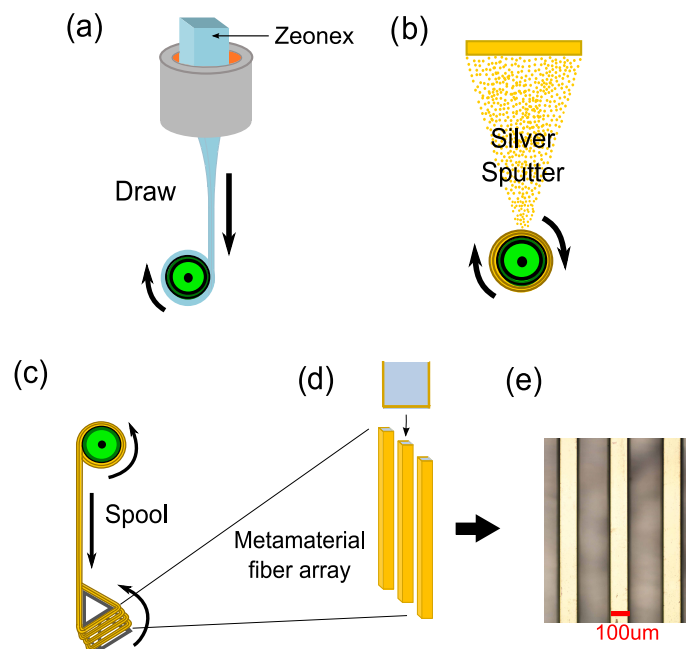 (a)
Zeonex
Draw
(b)
Silver
Sputter
(c)
Spool
(d)
Metamaterial
fiber array
(e)
100um